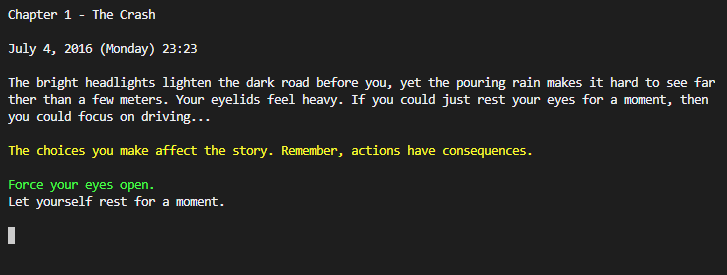 Chapter 1 - The Crash
July 4, 2016 (Monday) 23:23
The bright headlights lighten the dark road before you, yet the pouring rain makes it hard to see far
ther than a few meters. Your eyelids feel heavy. If you could just rest your eyes for a moment, then
you could focus on driving...
The choices you make affect the story. Remember, actions have consequences.
Force your eyes open.
Let yourself rest for a moment.